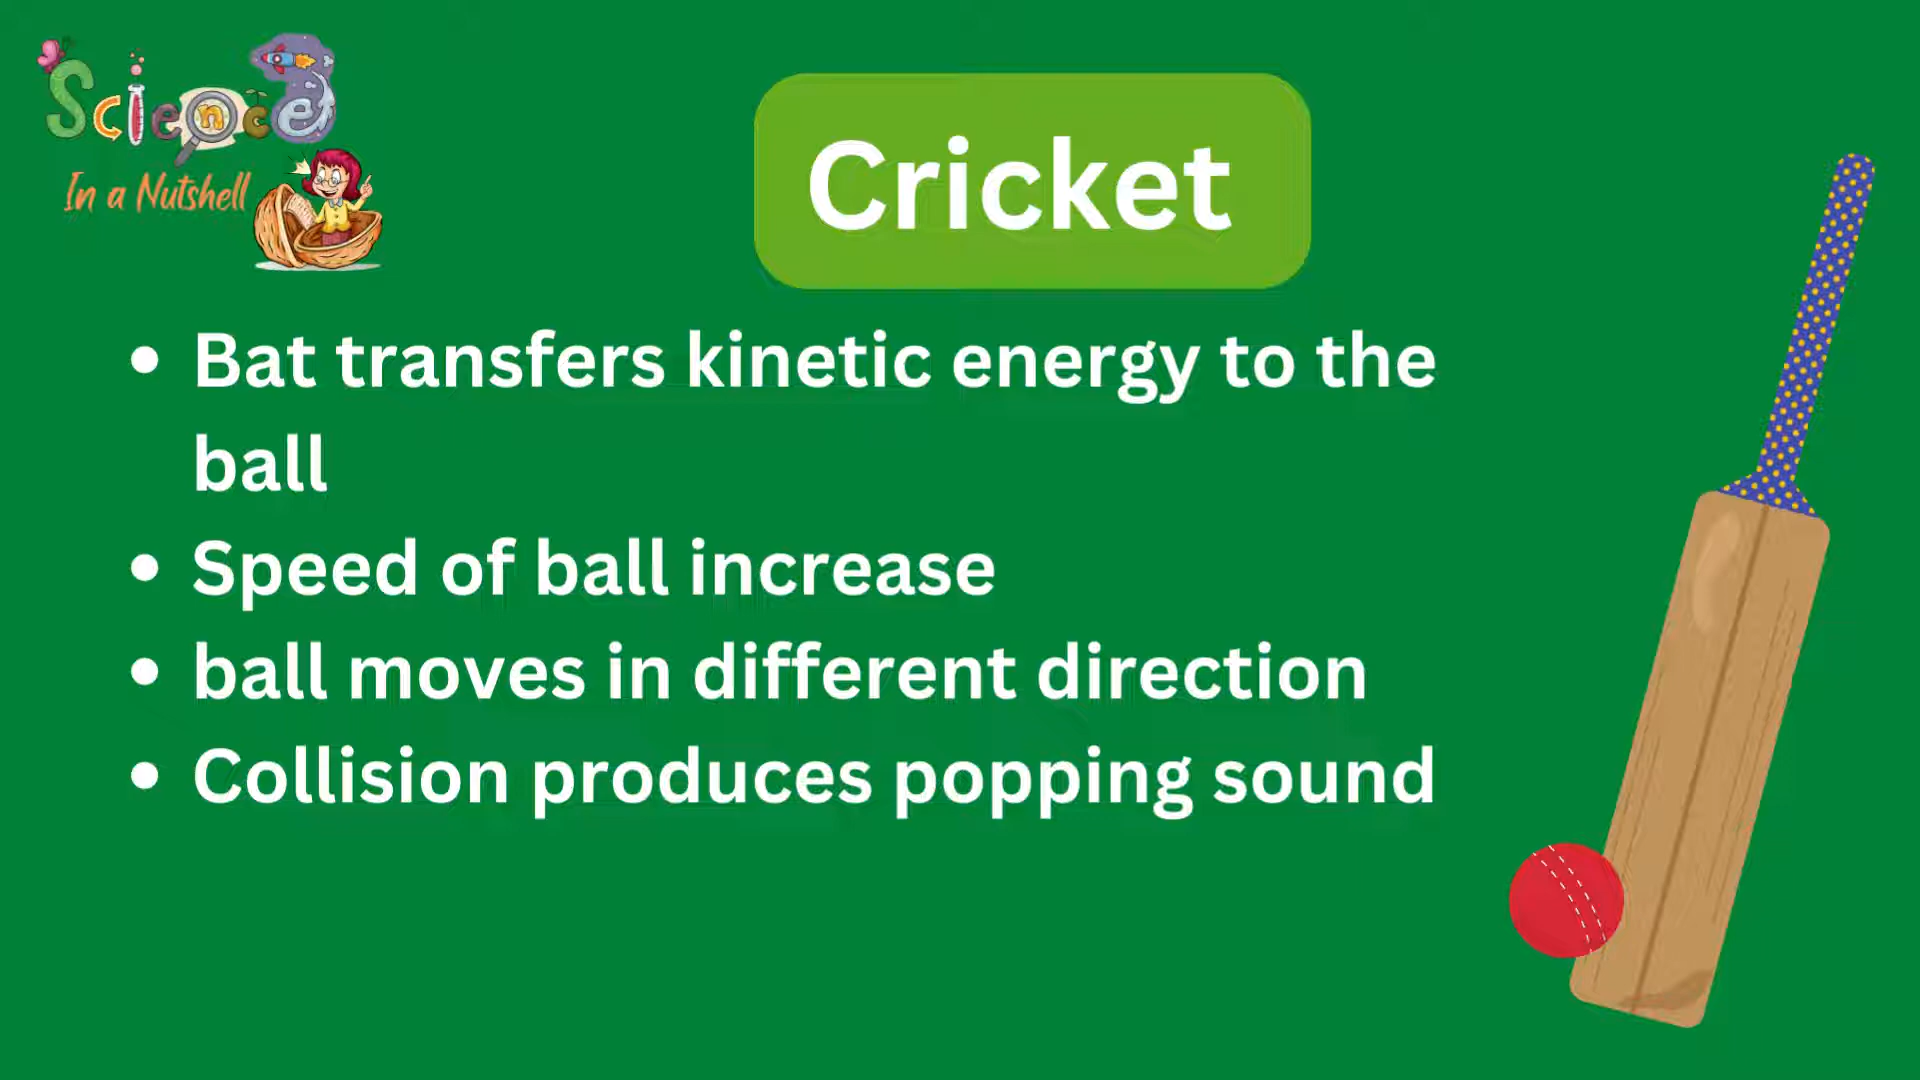 Science
In a Nutshell
Cricket
• Bat transfers kinetic energy to the
ball
• Speed of ball increase
• ball moves in different direction
• Collision produces popping sound